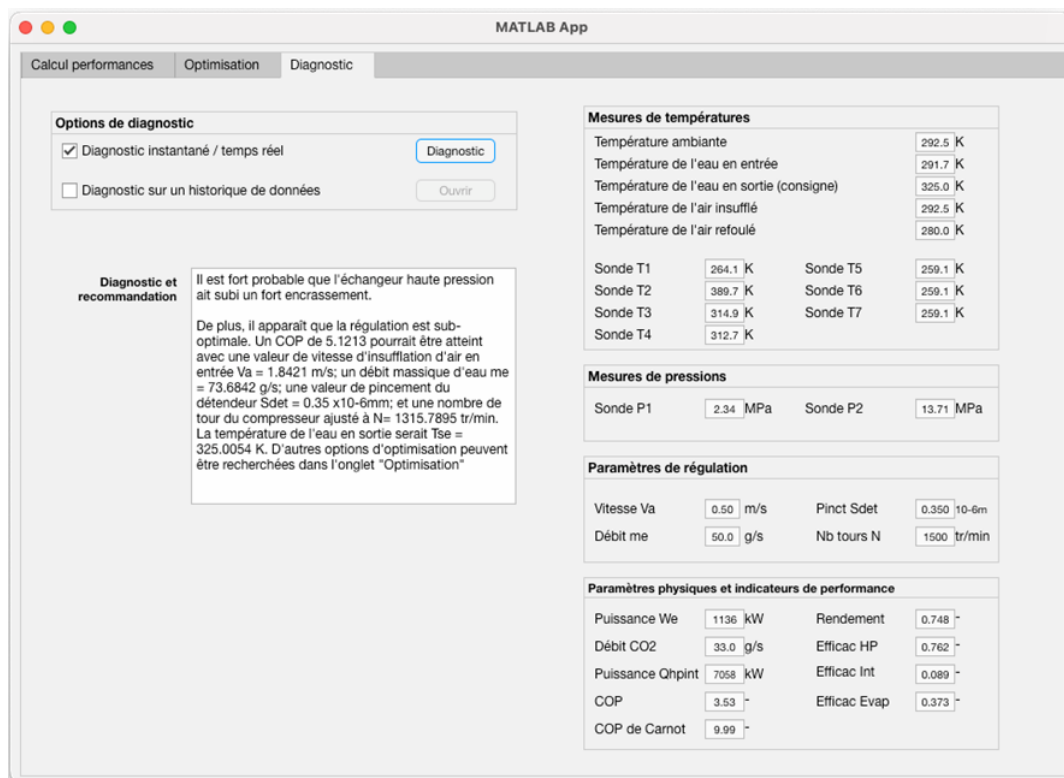 MATLAB App
Calcul performances Optimisation Diagnostic
Options de diagnostic
Diagnostic instantané / temps réel Diagnostic
Diagnostic sur un historique de données Ouvrir
Diagnostic et
recommandation
Il est fort probable que l'échangeur haute pression
ait subi un fort encrassement.
De plus, il apparaît que la régulation est sub-
optimale. Un COP de 5.1213 pourrait être atteint
avec une valeur de vitesse d'insufflation d'air en
entrée Va = 1.8421 m/s; un débit massique d'eau me
= 73.6842 g/s; une valeur de pincement du
détendeur Sdet = 0.35 x10-6mm; et une nombre de
tour du compresseur ajusté à N= 1315.7895 tr/min.
La température de l'eau en sortie serait Tse =
325.0054 K. D'autres options d'optimisation peuvent
être recherchées dans l'onglet "Optimisation"
Mesures de températures
Température ambiante 292.5 K
Température de l'eau en entrée 291.7 K
Température de l'eau en sortie (consigne) 325.0 K
Température de l'air insufflé 292.5 K
Température de l'air refoulé 280.0 K
Sonde T1 264.1 K Sonde T5 259.1 K
Sonde T2 389.7 K Sonde T6 259.1 K
Sonde T3 314.9 K Sonde T7 259.1 K
Sonde T4 312.7 K
Mesures de pressions
Sonde P1 2.34 MPa Sonde P2 13.71 MPa
Paramètres de régulation
Vitesse Va 0.50 m/s Pinct Sdet 0.350 10-6m
Débit me 50.0 g/s Nb tours N 1500 tr/min
Paramètres physiques et indicateurs de performance
Puissance We 1136 kW Rendement 0.748 -
Débit CO2 33.0 g/s Efficac HP 0.762 -
Puissance Qhpint 7058 kW Efficac Int 0.089 -
COP 3.53 - Efficac Evap 0.373 -
COP de Carnot 9.99 -